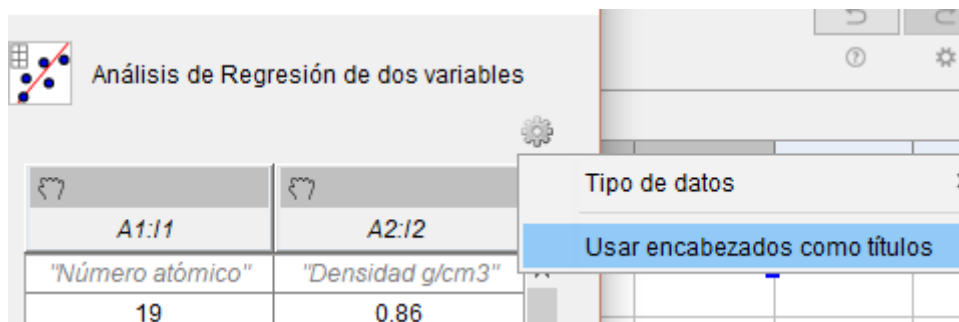 Análisis de Regresión de dos variables
A1:I1 A2:I2
"Número atómico" "Densidad g/cm3"
19 0.86
Tipo de datos
Usar encabezados como títulos